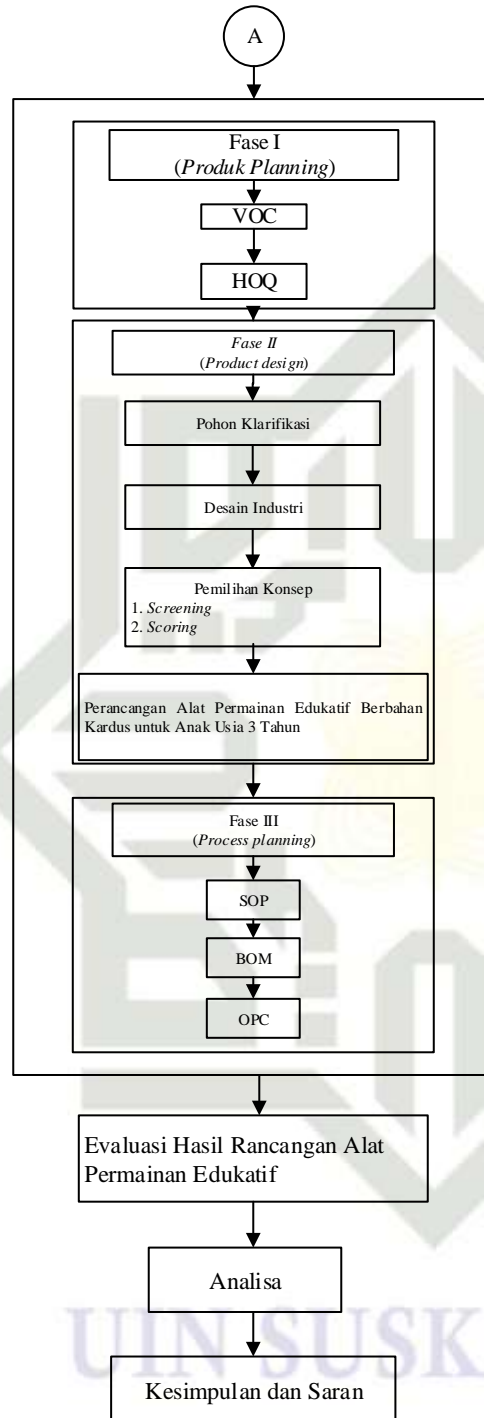 A
Fase I
(Produk Planning)
VOC
HOQ
Fase II
(Product design)
Pohon Klarifikasi
Desain Industri
Pemilihan Konsep
1. Screening
2. Scoring
Perancangan Alat Permainan Edukatif Berbahan
Kardus untuk Anak Usia 3 Tahun
Fase III
(Process planning)
SOP
BOM
OPC
Evaluasi Hasil Rancangan Alat
Permainan Edukatif
Analisa
UIN SUSK
Kesimpulan dan Saran